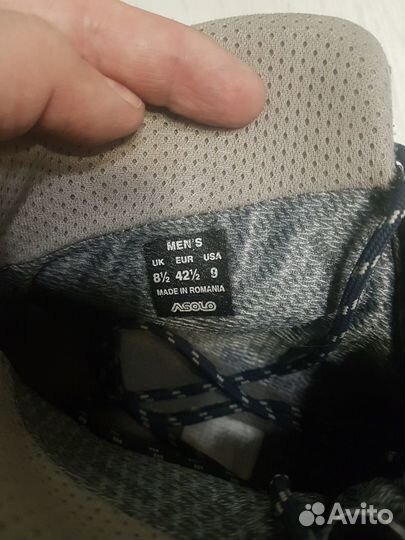 MEN'S
UK EUR USA
8½ 42½ 9
MADE IN ROMANIA
ASOLO
Avito